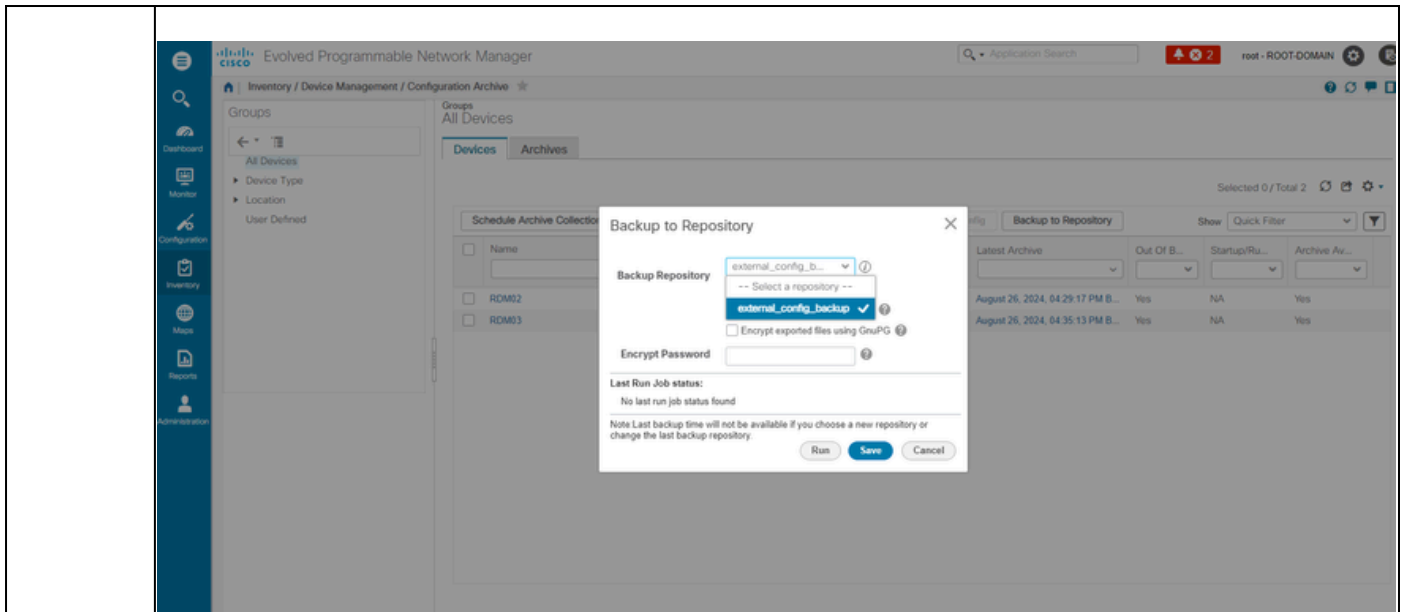 cisco Evolved Programmable Network Manager
Application Search
2
root - ROOT-DOMAIN
Inventory / Device Management / Configuration Archive
Dashboard
Monitor
Configuration
Inventory
Maps
Reports
Administration
Groups
All Devices
Device Type
Location
User Defined
Groups
All Devices
Devices Archives
Selected 0 / Total 2
Schedule Archive Collection
Backup to Repository
Show Quick Filter
Name Latest Archive Out Of B... Startup/Ru... Archive Av...
RDM02 August 26, 2024, 04:29:17 PM B... Yes NA Yes
RDM03 August 26, 2024, 04:35:13 PM B... Yes NA Yes
Backup to Repository
Backup Repository external_config_b...
-- Select a repository --
external_config_backup
Encrypt exported files using GnuPG
Encrypt Password
Last Run Job status:
No last run job status found
Note:Last backup time will not be available if you choose a new repository or
change the last backup repository.
Run Save Cancel